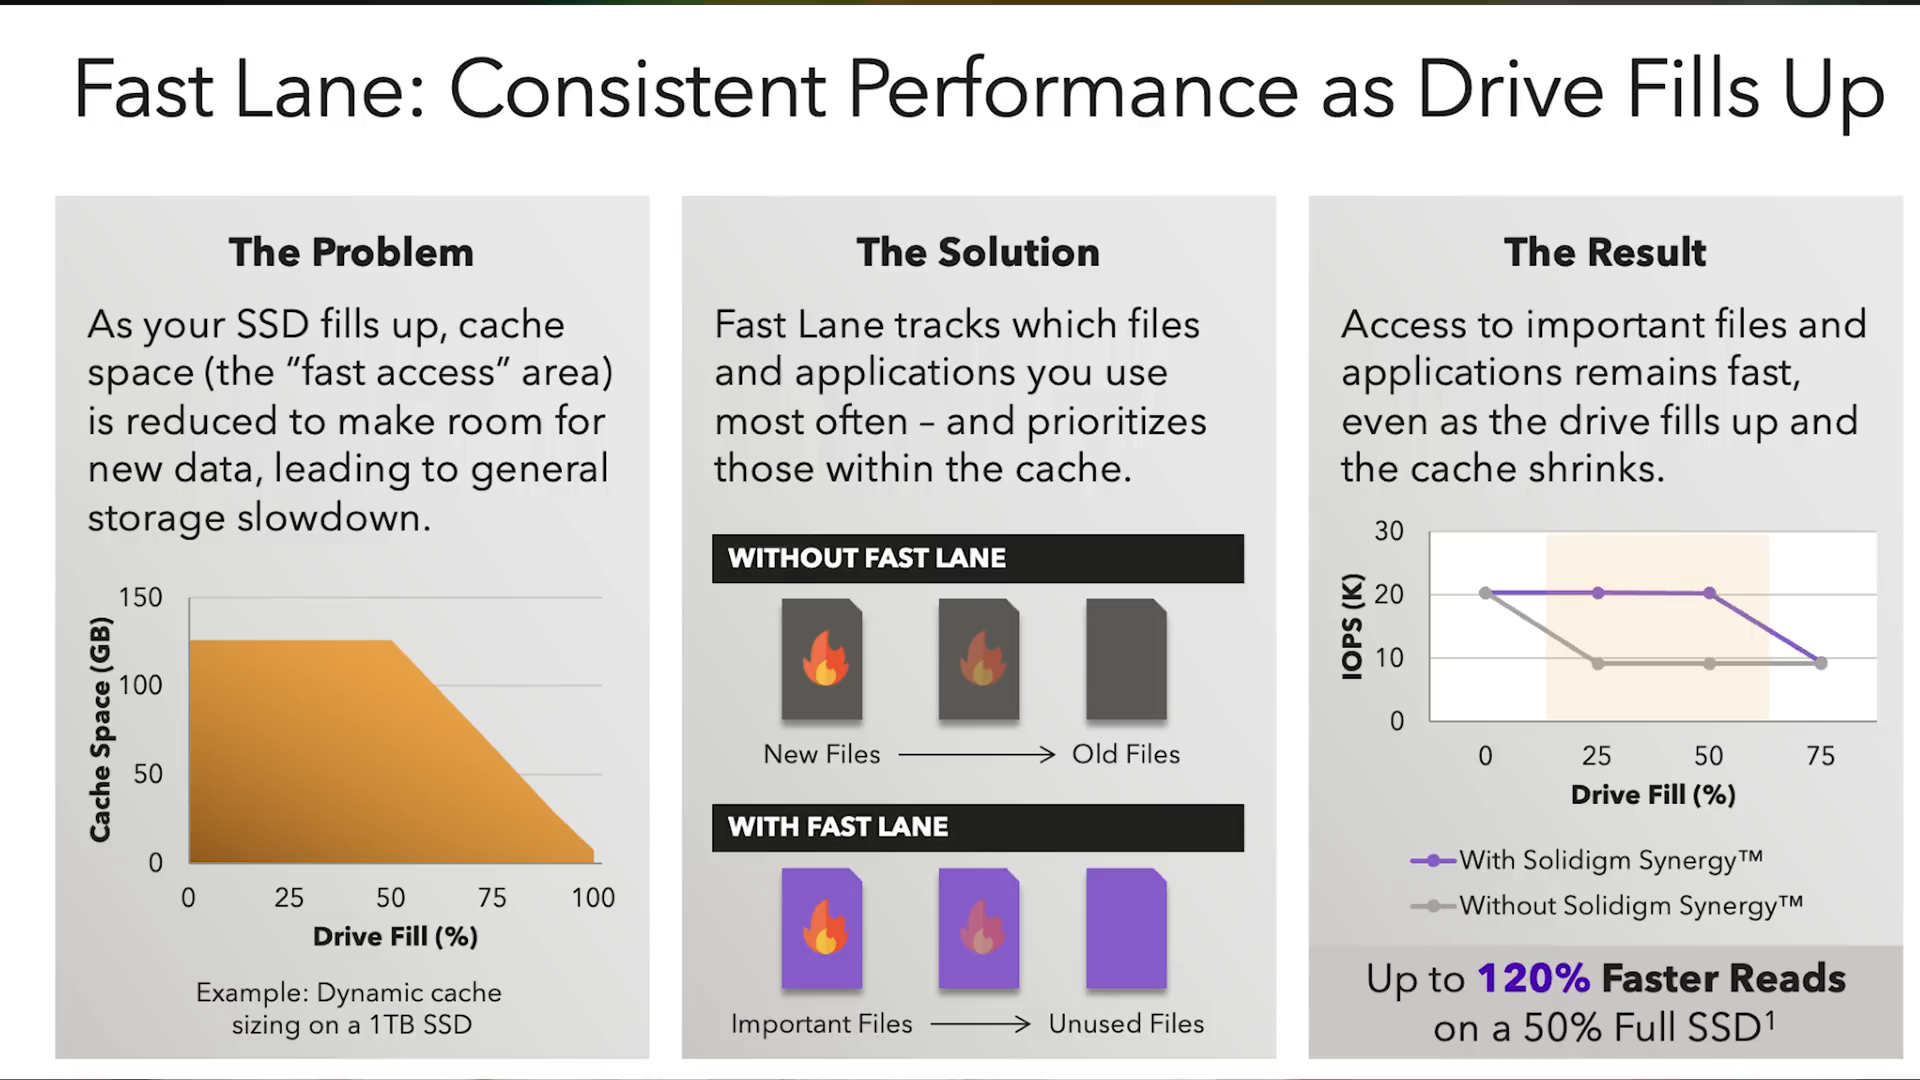 Fast Lane: Consistent Performance as Drive Fills Up
The Problem
As your SSD fills up, cache
space (the “fast access” area)
is reduced to make room for
new data, leading to general
storage slowdown.
150
100
50
0
Cache Space (GB)
0 25 50 75 100
Drive Fill (%)
Example: Dynamic cache
sizing on a 1TB SSD
The Solution
Fast Lane tracks which files
and applications you use
most often – and prioritizes
those within the cache.
WITHOUT FAST LANE
New Files Old Files
WITH FAST LANE
Important Files Unused Files
The Result
Access to important files and
applications remains fast,
even as the drive fills up and
the cache shrinks.
30
20
10
0
IOPS (K)
0 25 50 75
Drive Fill (%)
With Solidigm Synergy™
Without Solidigm Synergy™
Up to 120% Faster Reads
on a 50% Full SSD¹